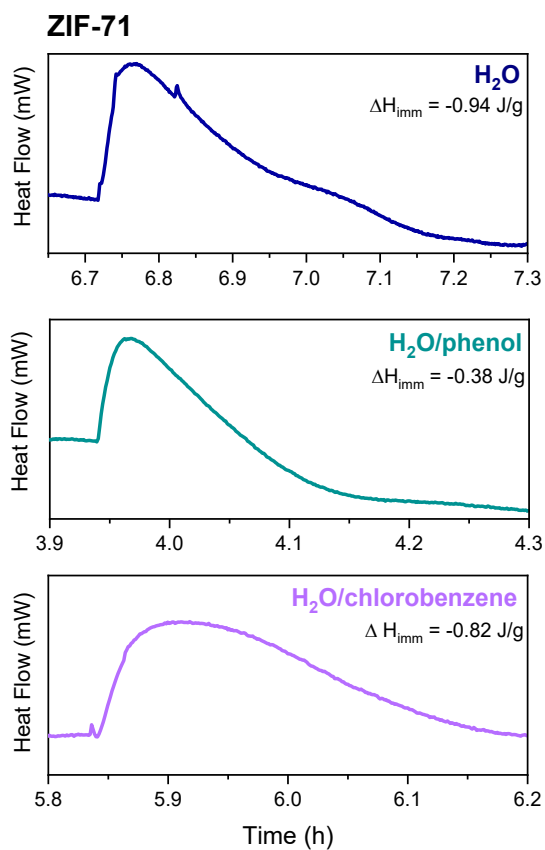 ZIF-71
H₂O
ΔHimm = -0.94 J/g
Heat Flow (mW)
6.7 6.8 6.9 7.0 7.1 7.2 7.3
H₂O/phenol
ΔHimm = -0.38 J/g
Heat Flow (mW)
3.9 4.0 4.1 4.2 4.3
H₂O/chlorobenzene
Δ Himm = -0.82 J/g
Heat Flow (mW)
5.8 5.9 6.0 6.1 6.2
Time (h)